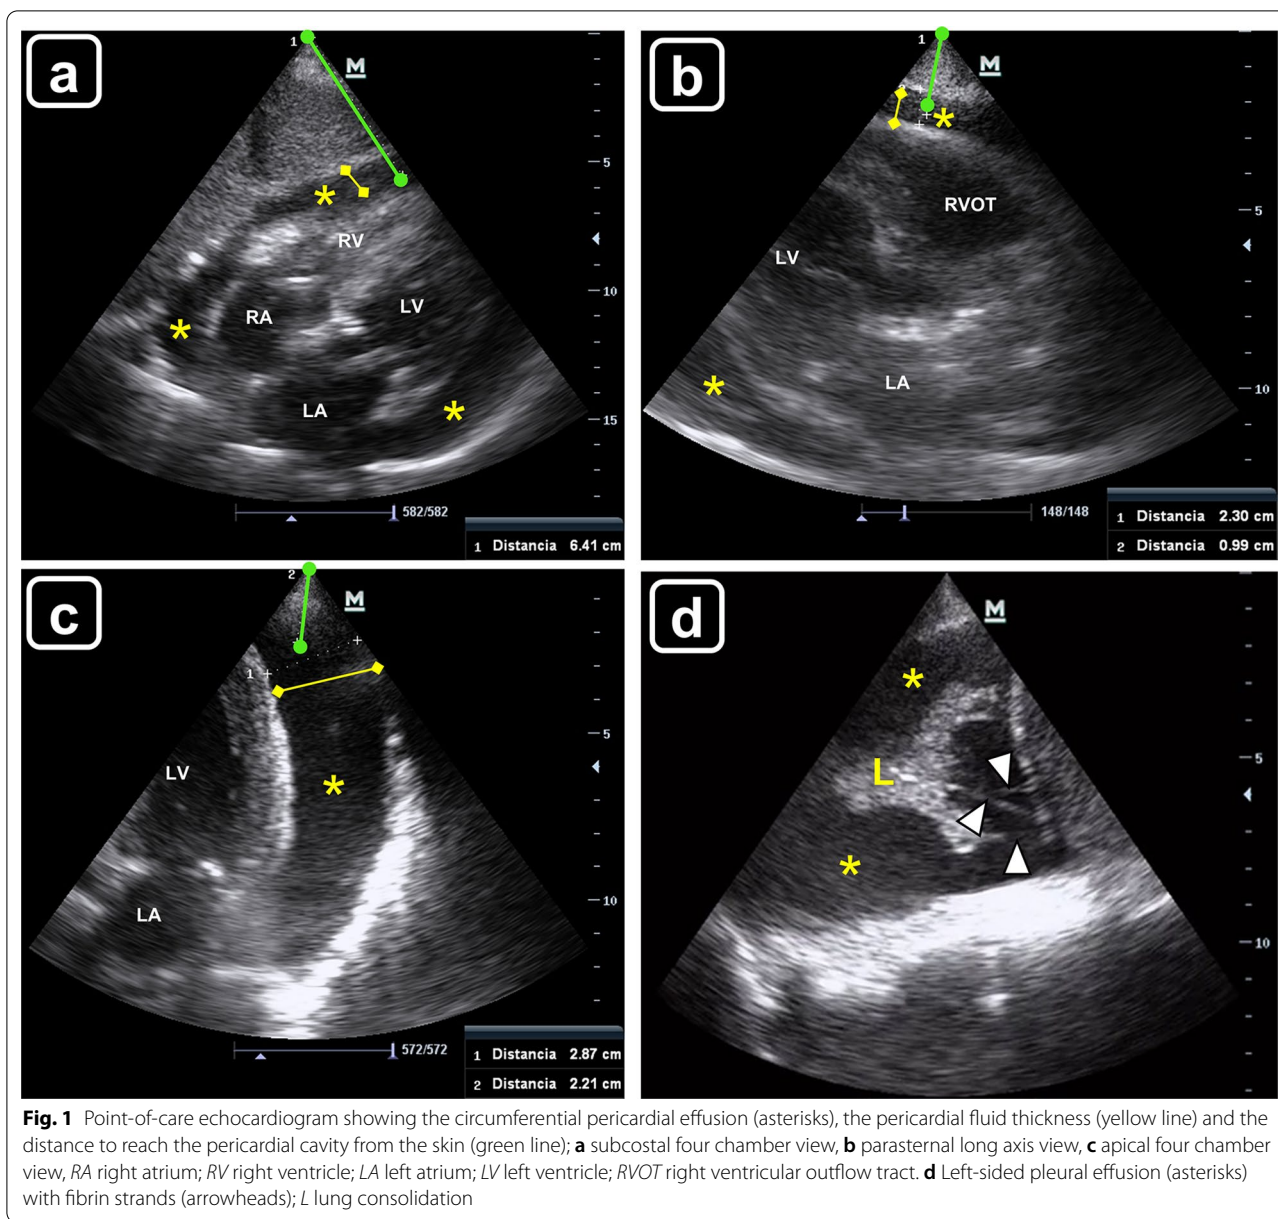 a
1
M
5
*
RV
10
RA
LV
*
LA
*
15
582/582
1 Distancia 6.41 cm
b
1
M
*
5
RVOT
LV
10
*
LA
148/148
1 Distancia 2.30 cm
2 Distancia 0.99 cm
c
2
M
1
5
LV
*
10
LA
572/572
1 Distancia 2.87 cm
2 Distancia 2.21 cm
d
M
*
5
L
*
10
Fig. 1 Point-of-care echocardiogram showing the circumferential pericardial effusion (asterisks), the pericardial fluid thickness (yellow line) and the
distance to reach the pericardial cavity from the skin (green line); a subcostal four chamber view, b parasternal long axis view, c apical four chamber
view, RA right atrium; RV right ventricle; LA left atrium; LV left ventricle; RVOT right ventricular outflow tract. d Left-sided pleural effusion (asterisks)
with fibrin strands (arrowheads); L lung consolidation